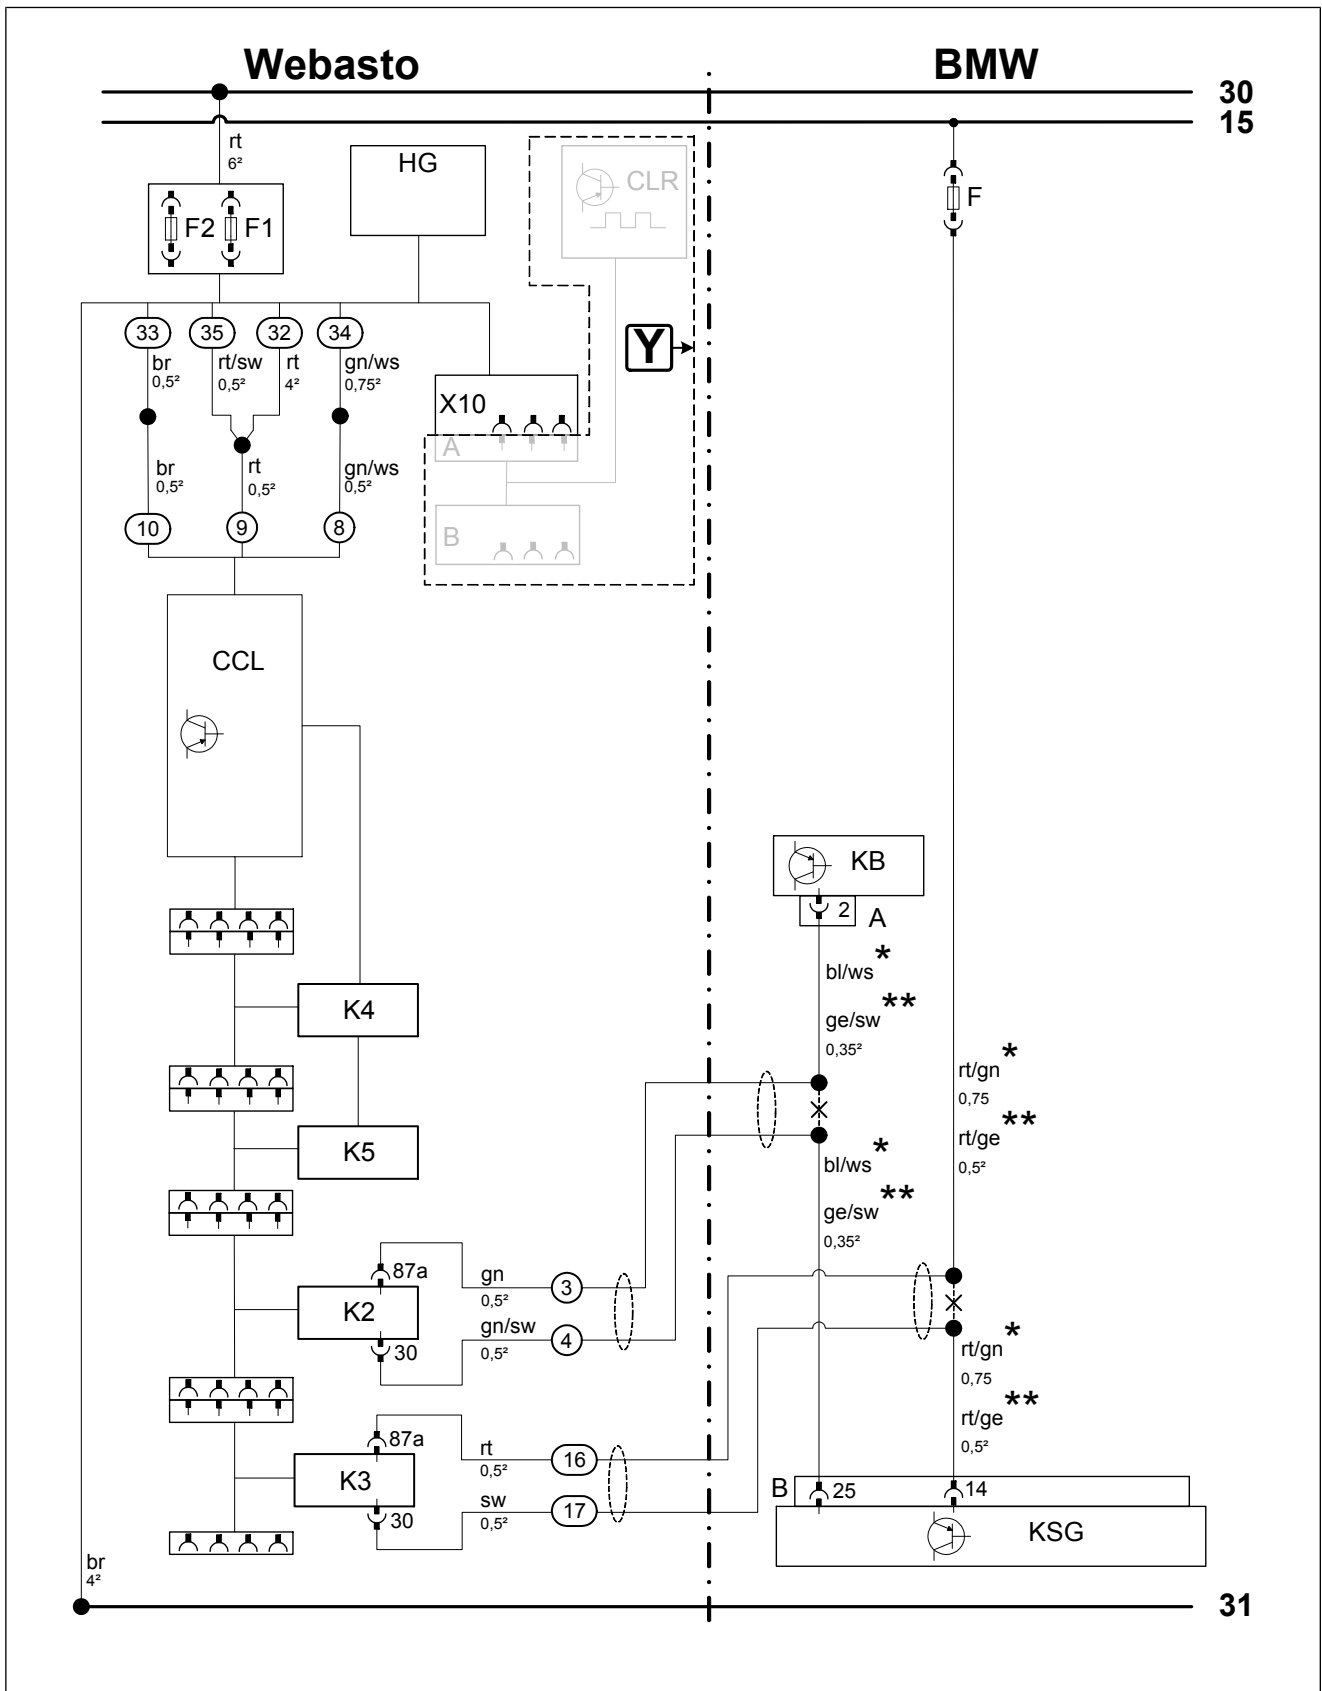 Webasto
BMW
30
15
rt
6²
HG
CLR
F
F2
F1
33
35
32
34
br
0,5²
rt/sw
0,5²
rt
4²
gn/ws
0,75²
Y
X10
A
br
0,5²
rt
0,5²
gn/ws
0,5²
10
9
8
B
CCL
KB
2
A
bl/ws*
ge/sw**
0,35²
K4
rt/gn*
0,75
rt/ge**
0,5²
K5
bl/ws*
ge/sw**
0,35²
87a
gn
0,5²
3
K2
gn/sw
0,5²
4
30
rt/gn*
0,75
rt/ge**
0,5²
87a
rt
0,5²
16
K3
sw
0,5²
17
30
B
25
14
KSG
br
4²
31